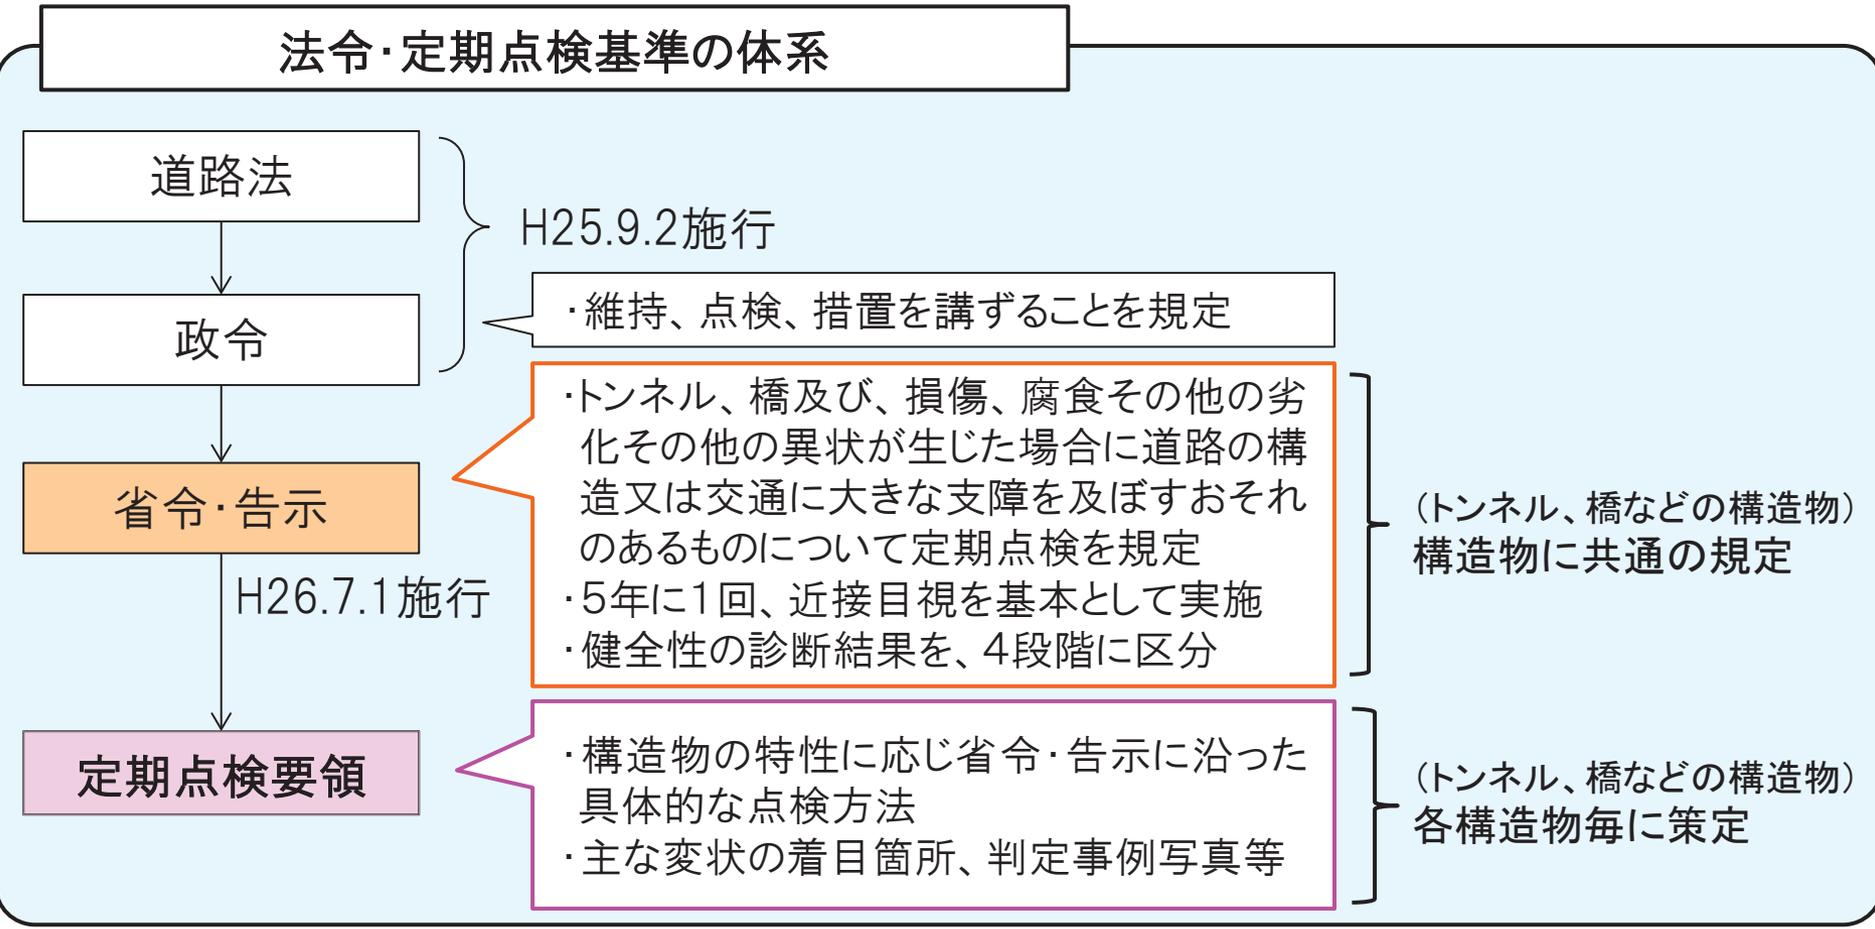 法令・定期点検基準の体系
道路法
H25.9.2施行
政令
・維持、点検、措置を講ずることを規定
省令・告示
・トンネル、橋及び、損傷、腐食その他の劣
化その他の異状が生じた場合に道路の構
造又は交通に大きな支障を及ぼすおそれ
のあるものについて定期点検を規定
・5年に1回、近接目視を基本として実施
・健全性の診断結果を、4段階に区分
(トンネル、橋などの構造物)
構造物に共通の規定
H26.7.1施行
定期点検要領
・構造物の特性に応じ省令・告示に沿った
具体的な点検方法
・主な変状の着目箇所、判定事例写真等
(トンネル、橋などの構造物)
各構造物毎に策定